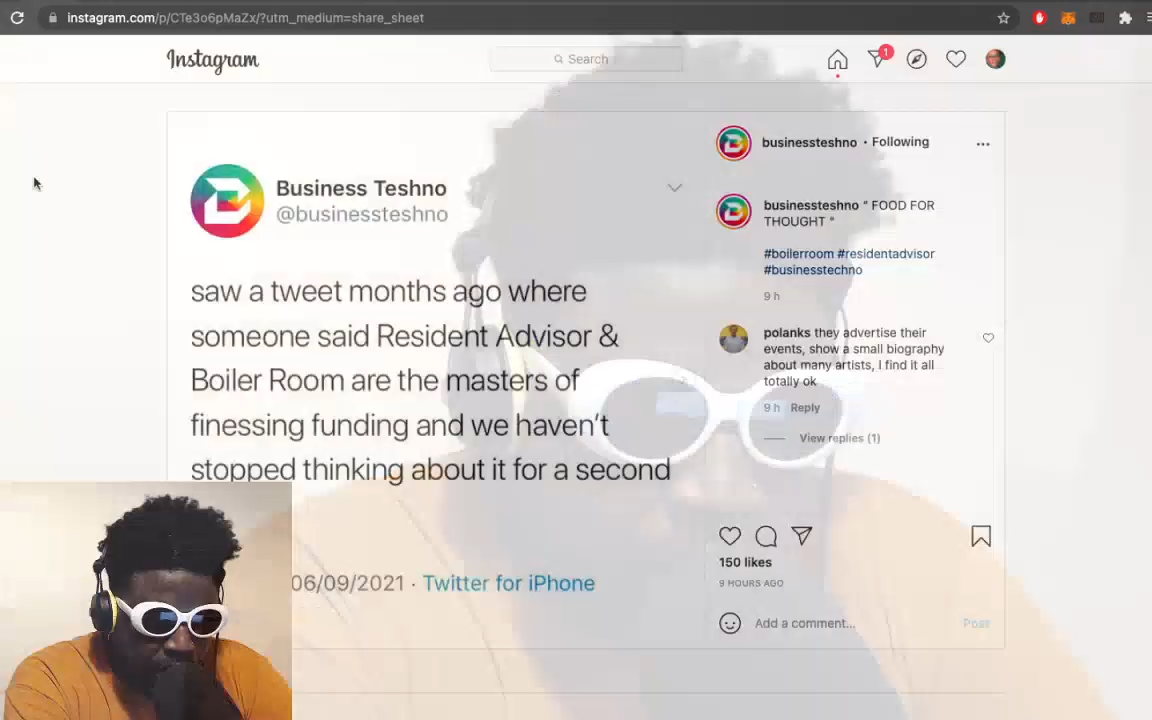 instagram.com/p/CTe3o6pMaZx/?utm_medium=share_sheet
Instagram
Search
1
businessteshno • Following
Business Teshno
@businessteshno
businessteshno " FOOD FOR
THOUGHT "
#boilerroom #residentadvisor
#businesstechno
9 h
saw a tweet months ago where
someone said Resident Advisor &
Boiler Room are the masters of
finessing funding and we haven't
stopped thinking about it for a second
polanks they advertise their
events, show a small biography
about many artists, I find it all
totally ok
9 h Reply
View replies (1)
150 likes
9 HOURS AGO
06/09/2021 · Twitter for iPhone
Add a comment...
Post